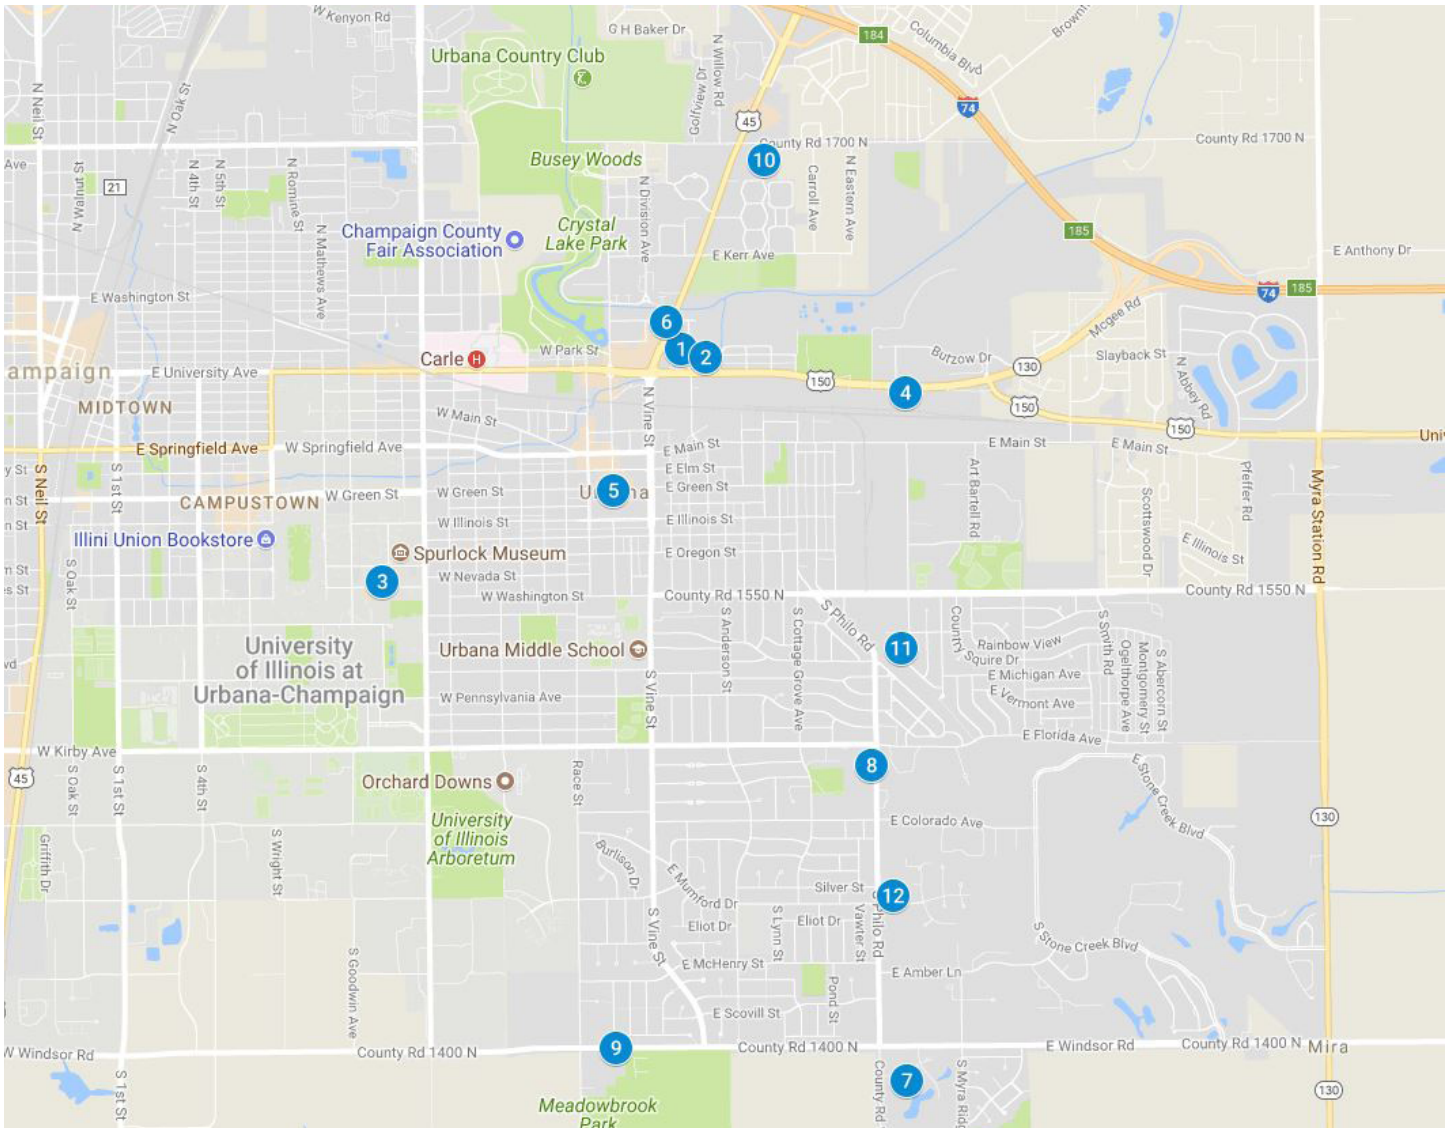 W Kenyon Rd
G H Baker Dr
184
Columbia Blvd
Urbana Country Club
N Neil St
N Oak St
Golfview Dr
N Willow Rd
74
45
County Rd 1700 N
County Rd 1700 N
Ave
10
Busey Woods
21
N Walnut St
N 4th St
N 5th St
N Romine St
N Mathews Ave
N Division Ave
Carroll Ave
N Eastern Ave
Champaign County
Fair Association
Crystal
Lake Park
185
E Kerr Ave
E Anthony Dr
E Washington St
74
185
6
Mcgee Rd
1
2
W Park St
Carle
H
Burzow Dr
Slayback St
130
ampaign
E University Ave
150
4
150
N Abbey Rd
MIDTOWN
W Main St
N Vine St
150
E Springfield Ave
W Springfield Ave
E Main St
E Main St
E Main St
Univ
y St
S Neil St
S 1st St
E Elm St
Art Bartell Rd
Pfeffer Rd
Myra Station Rd
n St
CAMPUSTOWN
W Green St
W Green St
5
Urbana
E Green St
Scottswood Dr
n St
W Illinois St
E Illinois St
E Illinois St
Illini Union Bookstore
Spurlock Museum
E Oregon St
S Oak St
3
W Nevada St
W Washington St
County Rd 1550 N
County Rd 1550 N
S Anderson St
S Cottage Grove Ave
S Philo Rd
11
Country
Squire Dr
Rainbow View
S Smith Rd
Ogelthorpe Ave
Montgomery St
S Abercorn St
University
of Illinois at
Urbana-Champaign
Urbana Middle School
E Michigan Ave
W Pennsylvania Ave
S Vine St
E Vermont Ave
E Florida Ave
W Kirby Ave
45
S Oak St
S 1st St
S 4th St
8
Orchard Downs
Race St
E Stone Creek Blvd
130
University
of Illinois
Arboretum
E Colorado Ave
Griffith Dr
S Wright St
Burlison Dr
E Mumford Dr
Silver St
12
S Philo Rd
Vawter St
S Vine St
Eliot Dr
S Lynn St
Eliot Dr
S Stone Creek Blvd
S Goodwin Ave
E McHenry St
E Amber Ln
Pond St
E Scovill St
W Windsor Rd
County Rd 1400 N
9
County Rd 1400 N
E Windsor Rd
County Rd 1400 N
Mira
S 1st St
County Rd
7
S Myra Ridge
130
Meadowbrook
Park